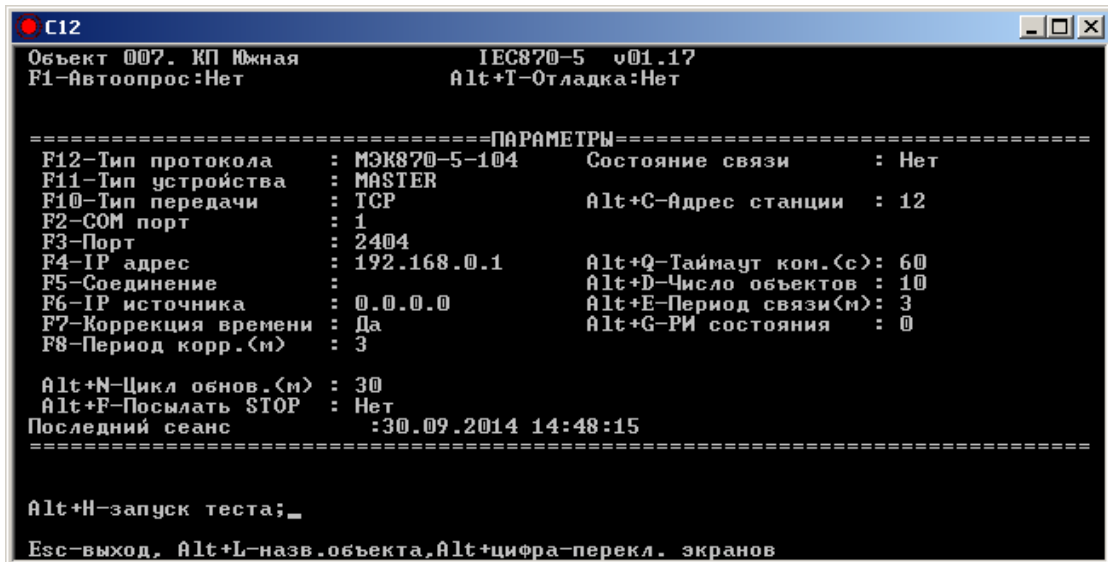 C12
Объект 007. КП Южная IEC870-5 v01.17
F1-Автоопрос:Нет Alt+T-Отладка:Нет
==================================ПАРАМЕТРЫ===================================
F12-Тип протокола : МЭК870-5-104 Состояние связи : Нет
F11-Тип устройства : MASTER
F10-Тип передачи : TCP Alt+C-Адрес станции : 12
F2-COM порт : 1
F3-Порт : 2404
F4-IP адрес : 192.168.0.1 Alt+Q-Таймаут ком.(с): 60
F5-Соединение : Alt+D-Число объектов : 10
F6-IP источника : 0.0.0.0 Alt+E-Период связи(м): 3
F7-Коррекция времени : Да Alt+G-РИ состояния : 0
F8-Период корр.(м) : 3
Alt+N-Цикл обнов.(м) : 30
Alt+F-Посылать STOP : Нет
Последний сеанс :30.09.2014 14:48:15
==============================================================================
Alt+H-запуск теста;_
Esc-выход, Alt+L-назв.объекта,Alt+цифра-перекл. экранов